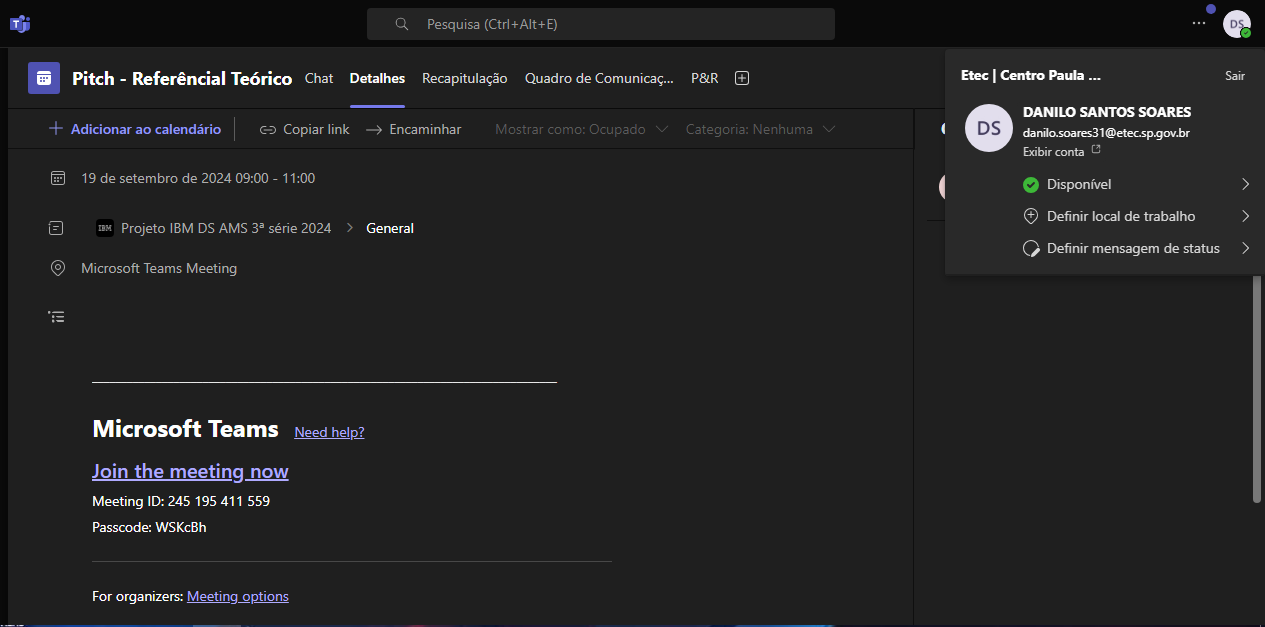 Pesquisa (Ctrl+Alt+E)
DS
Pitch - Referêncial Teórico
Chat
Detalhes
Recapitulação
Quadro de Comunicaç...
P&R
Adicionar ao calendário
Copiar link
Encaminhar
Mostrar como: Ocupado
Categoria: Nenhuma
19 de setembro de 2024 09:00 - 11:00
IBM
Projeto IBM DS AMS 3ª série 2024
General
Microsoft Teams Meeting
Microsoft Teams
Need help?
Join the meeting now
Meeting ID: 245 195 411 559
Passcode: WSKcBh
For organizers: Meeting options
Etec | Centro Paula ...
Sair
DS
DANILO SANTOS SOARES
danilo.soares31@etec.sp.gov.br
Exibir conta
Disponível
Definir local de trabalho
Definir mensagem de status